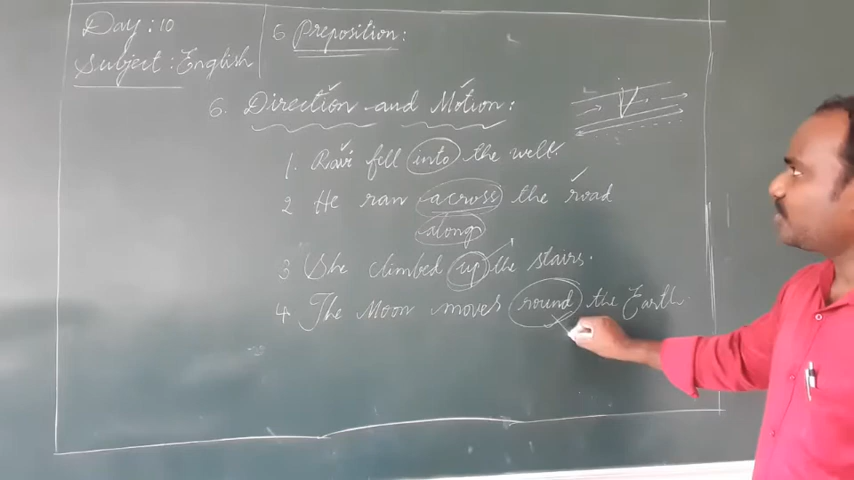 Day: 10
Subject: English
6 Preposition:
6. Direction and Motion:
1. Ravi fell into the well.
2 He ran across the road
along
3 She climbed up the stairs.
4 The Moon moves round the Earth.